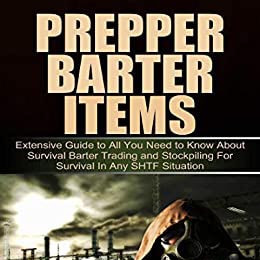 PREPPER
BARTER
ITEMS
Extensive Guide to All You Need to Know About
Survival Barter Trading and Stockpiling For
Survival In Any SHTF Situation